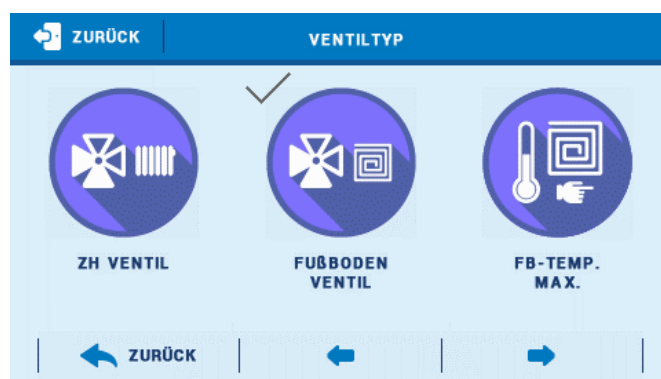 ZURÜCK
VENTILTYP
ZH VENTIL
FUßBODEN
VENTIL
FB-TEMP.
MAX.
ZURÜCK